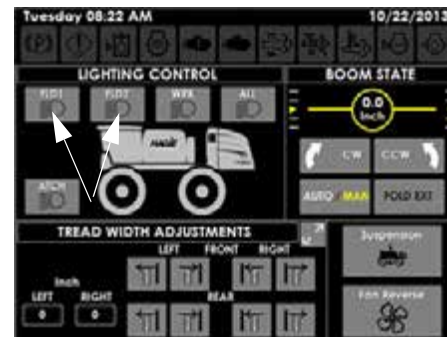 Tuesday 08:22 AM 10/22/2013
(P) (!)
LIGHTING CONTROL
FLD1 FLD2 WRK ALL
HAGIE
ATCH
BOOM STATE
0.0
Inch
CW CCW
AUTO / MAN FOLD EXT
TREAD WIDTH ADJUSTMENTS
LEFT FRONT RIGHT
Inch
LEFT RIGHT
0 0
REAR
Suspension
Fan Reverse